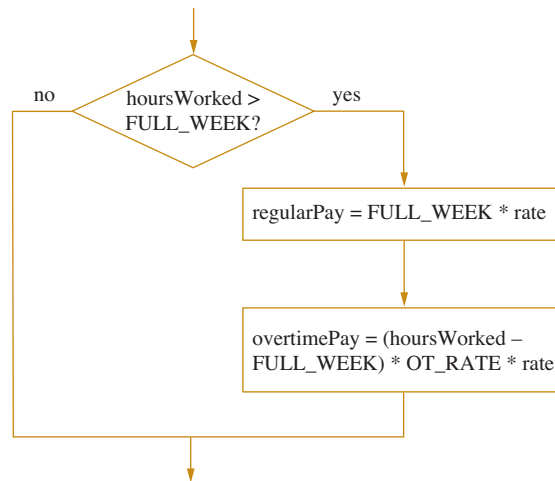 no
hoursWorked >
FULL_WEEK?
yes
regularPay = FULL_WEEK * rate
overtimePay = (hoursWorked –
FULL_WEEK) * OT_RATE * rate